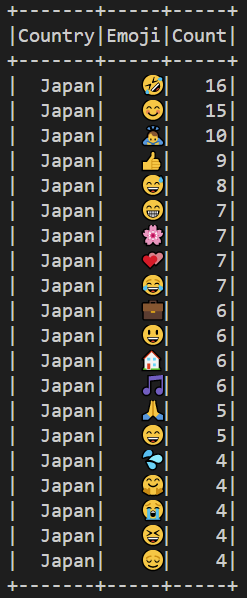 +-------+-----+-----+
|Country|Emoji|Count|
+-------+-----+-----+
|  Japan|   🤣|   16|
|  Japan|   😊|   15|
|  Japan|   🙇|   10|
|  Japan|   👍|    9|
|  Japan|   😅|    8|
|  Japan|   😁|    7|
|  Japan|   🌸|    7|
|  Japan|   💕|    7|
|  Japan|   😂|    7|
|  Japan|   💼|    6|
|  Japan|   😃|    6|
|  Japan|   🏠|    6|
|  Japan|   🎵|    6|
|  Japan|   🙏|    5|
|  Japan|   😄|    5|
|  Japan|   💦|    4|
|  Japan|   🤗|    4|
|  Japan|   😭|    4|
|  Japan|   😆|    4|
|  Japan|   😌|    4|
+-------+-----+-----+